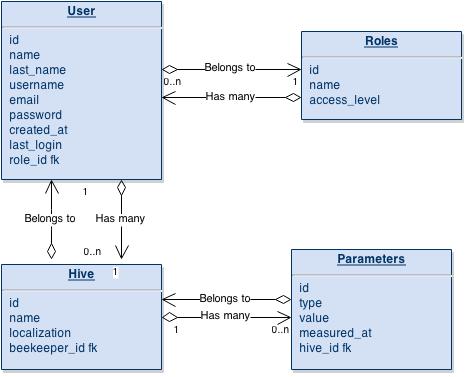 User
id
name
last_name
username
email
password
created_at
last_login
role_id fk
Roles
id
name
access_level
Belongs to
0..n
1
Has many
1
Belongs to
Has many
0..n
1
Hive
id
name
localization
beekeeper_id fk
Parameters
id
type
value
measured_at
hive_id fk
Belongs to
Has many
1
0..n